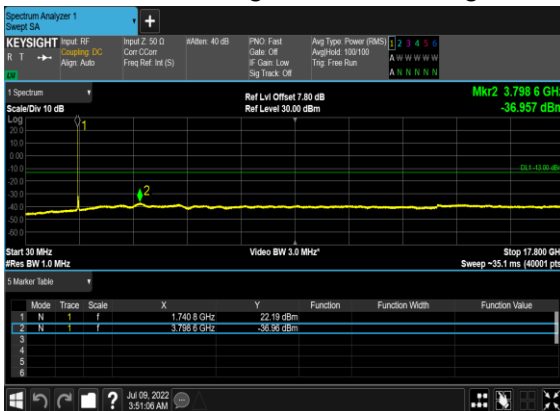 Spectrum Analyzer 1
Swept SA
KEYSIGHT
R T
LV
Input: RF
Coupling: DC
Align: Auto
Input Z: 50 Ω
Corr CCorr
Freq Ref: Int (S)
#Atten: 40 dB
PNO: Fast
Gate: Off
IF Gain: Low
Sig Track: Off
Avg Type: Power (RMS)
Avg|Hold: 100/100
Trig: Free Run
1 2 3 4 5 6
A W W W W W
A N N N N N
1 Spectrum
Scale/Div 10 dB
Ref Lvl Offset 7.80 dB
Ref Level 30.00 dBm
Mkr2 3.798 6 GHz
-36.957 dBm
Log
20.0
10.0
0.00
-10.0
-20.0
-30.0
-40.0
-50.0
-60.0
1
2
DL1 -13.00 dBm
Start 30 MHz
#Res BW 1.0 MHz
Video BW 3.0 MHz*
Stop 17.800 GH
Sweep ~35.1 ms (40001 pts
5 Marker Table
Mode Trace Scale X Y Function Function Width Function Value
1 N 1 f 1.740 8 GHz 22.19 dBm
2 N 1 f 3.798 6 GHz -36.96 dBm
3
4
5
6
?
Jul 09, 2022
3:51:06 AM